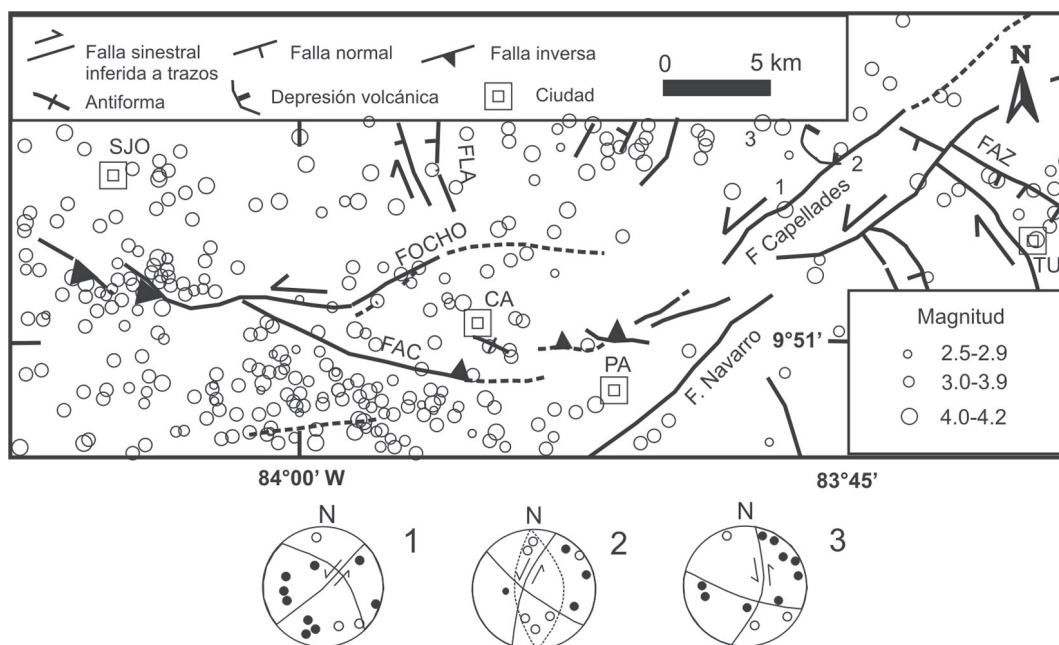 Falla sinestral
inferida a trazos
Falla normal
Falla inversa
0 5 km
N
Antiforma
Depresión volcánica
Ciudad
SJO
FLA
3
1
2
F. Capellades
FAZ
TU
FOCHO
CA
FAC
PA
F. Navarro
9°51'
Magnitud
2.5-2.9
3.0-3.9
4.0-4.2
84°00' W
83°45'
N 1
N 2
N 3